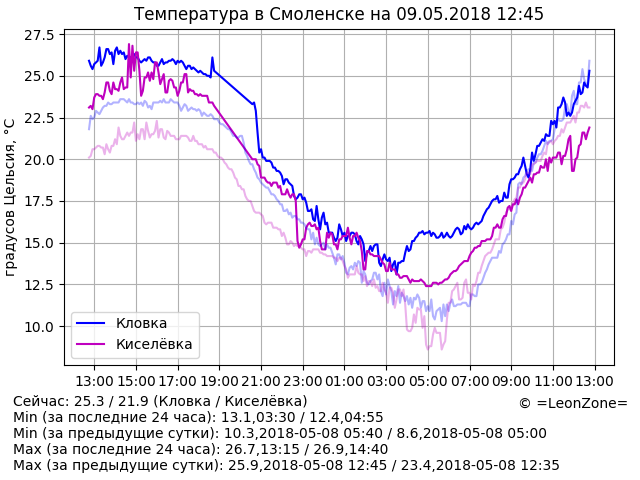 Температура в Смоленске на 09.05.2018 12:45
градусов Цельсия, °C
27.5
25.0
22.5
20.0
17.5
15.0
12.5
10.0
Кловка
Киселёвка
13:00 15:00 17:00 19:00 21:00 23:00 01:00 03:00 05:00 07:00 09:00 11:00 13:00
Сейчас: 25.3 / 21.9 (Кловка / Киселёвка)
© =LeonZone=
Min (за последние 24 часа): 13.1,03:30 / 12.4,04:55
Min (за предыдущие сутки): 10.3,2018-05-08 05:40 / 8.6,2018-05-08 05:00
Max (за последние 24 часа): 26.7,13:15 / 26.9,14:40
Max (за предыдущие сутки): 25.9,2018-05-08 12:45 / 23.4,2018-05-08 12:35